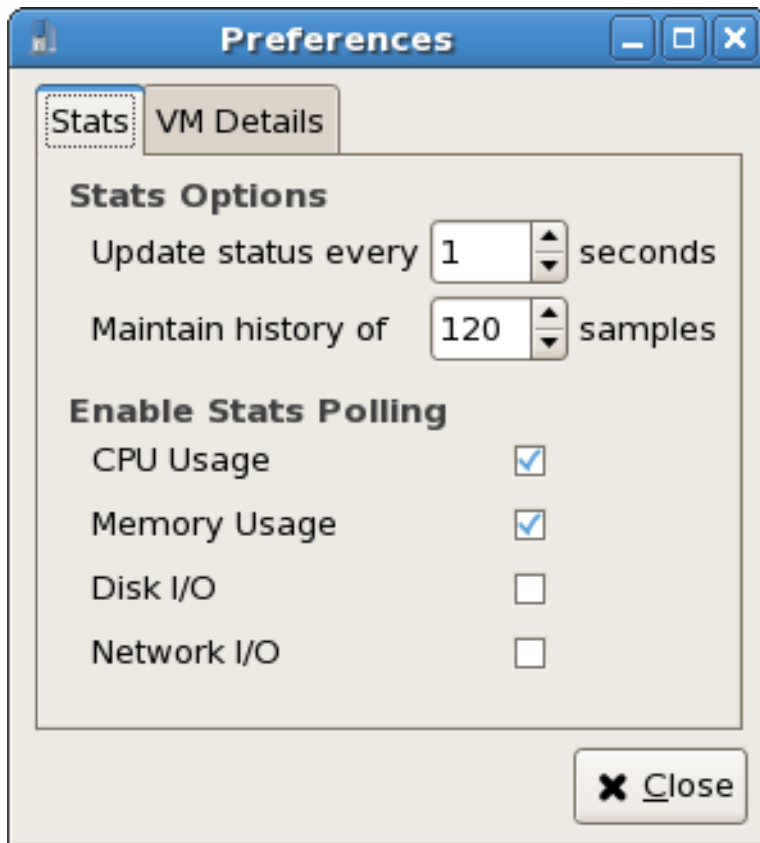 Preferences
Stats VM Details
Stats Options
Update status every 1 seconds
Maintain history of 120 samples
Enable Stats Polling
CPU Usage
Memory Usage
Disk I/O
Network I/O
Close